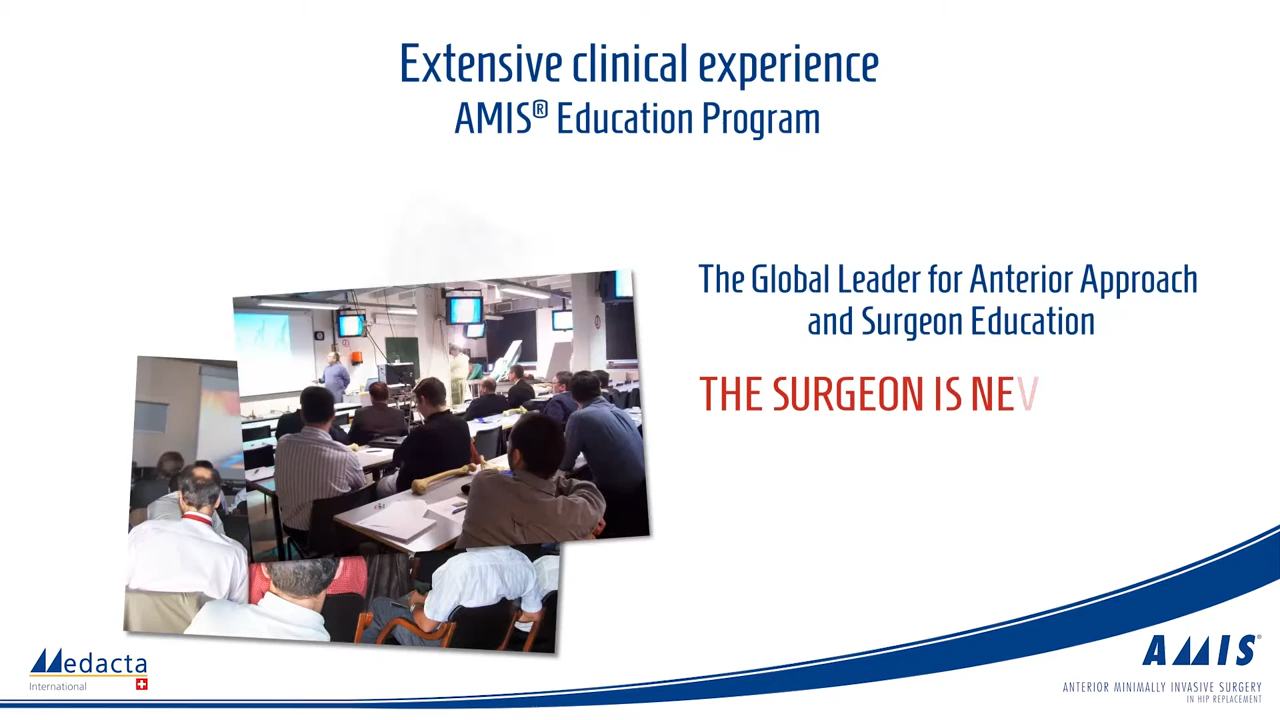 Extensive clinical experience
AMIS® Education Program
The Global Leader for Anterior Approach
and Surgeon Education
THE SURGEON IS NEV
Medacta
International
AMIS®
ANTERIOR MINIMALLY INVASIVE SURGERY
IN HIP REPLACEMENT